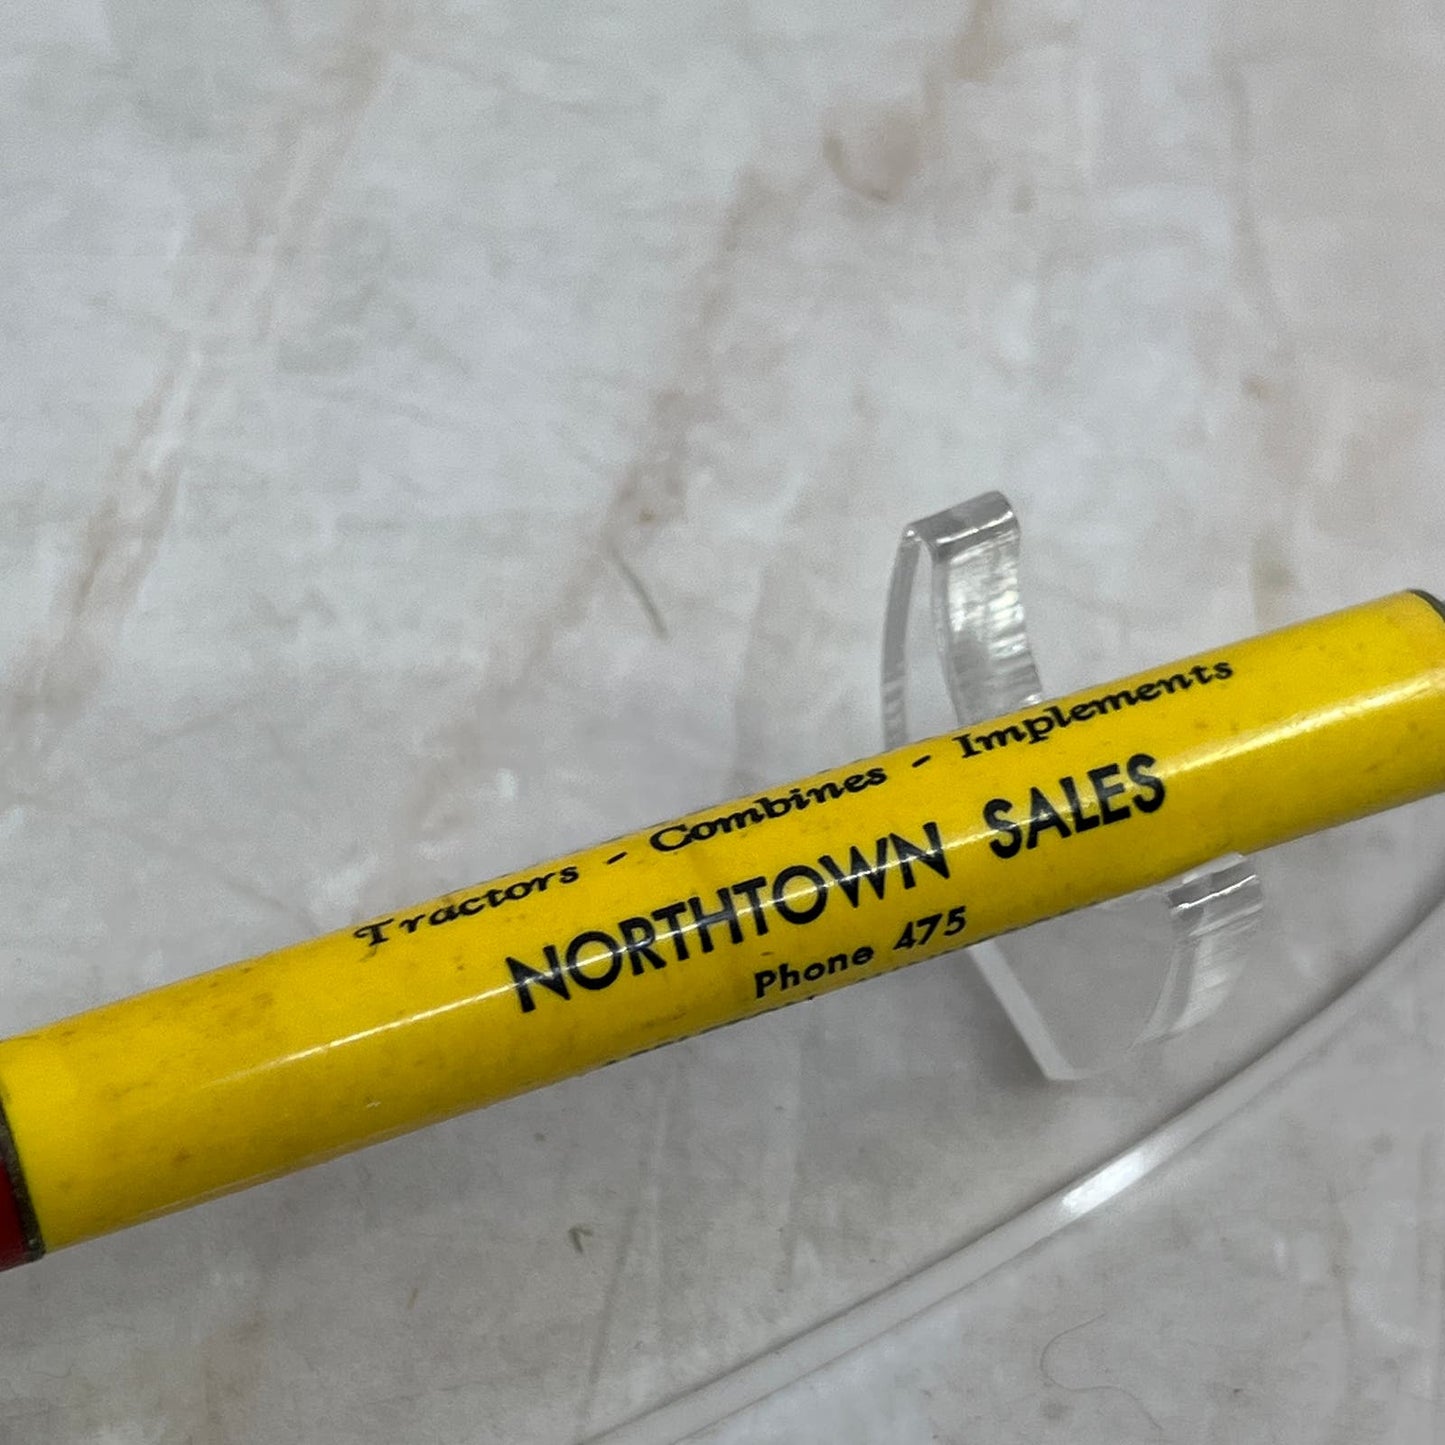 Tractors - Combines - Implements
NORTHTOWN SALES
Phone 475